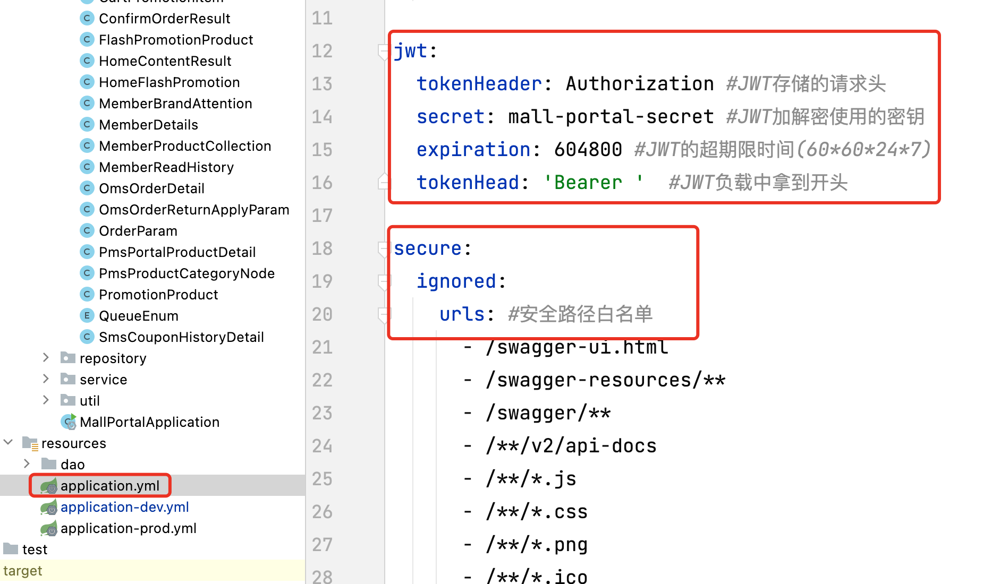 CartPromotionItem
ConfirmOrderResult
FlashPromotionProduct
HomeContentResult
HomeFlashPromotion
MemberBrandAttention
MemberDetails
MemberProductCollection
MemberReadHistory
OmsOrderDetail
OmsOrderReturnApplyParam
OrderParam
PmsPortalProductDetail
PmsProductCategoryNode
PromotionProduct
QueueEnum
SmsCouponHistoryDetail
repository
service
util
MallPortalApplication
resources
dao
application.yml
application-dev.yml
application-prod.yml
test
target
11
12 jwt:
13 tokenHeader: Authorization #JWT存储的请求头
14 secret: mall-portal-secret #JWT加解密使用的密钥
15 expiration: 604800 #JWT的超期限时间(60*60*24*7)
16 tokenHead: 'Bearer '  #JWT负载中拿到开头
17
18 secure:
19 ignored:
20 urls: #安全路径白名单
21 - /swagger-ui.html
22 - /swagger-resources/**
23 - /swagger/**
24 - /**/v2/api-docs
25 - /**/*.js
26 - /**/*.css
27 - /**/*.png
28 - /**/*.ico